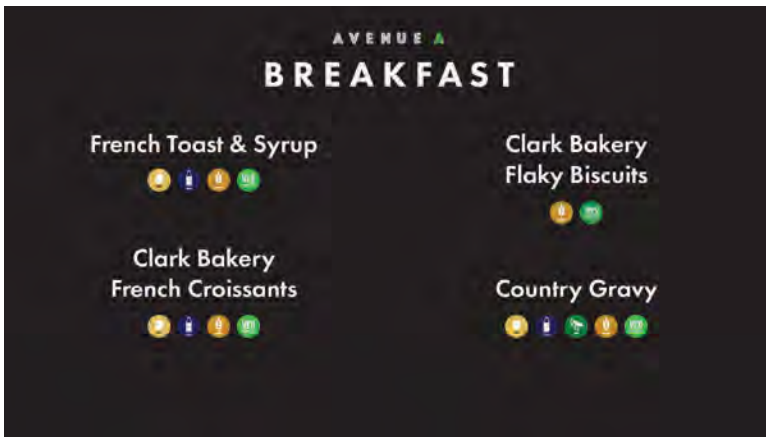 AVENUE A
BREAKFAST
French Toast & Syrup
Clark Bakery
French Croissants
Clark Bakery
Flaky Biscuits
Country Gravy